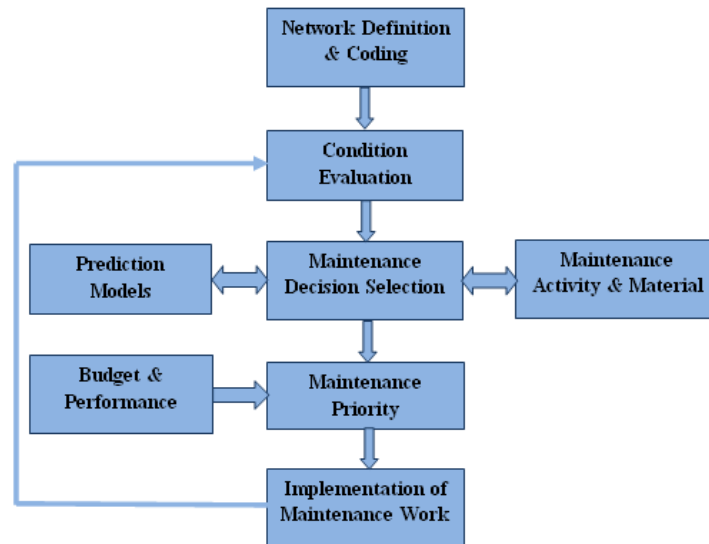 Network Definition
& Coding
Condition
Evaluation
Prediction
Models
Maintenance
Decision Selection
Maintenance
Activity & Material
Budget &
Performance
Maintenance
Priority
Implementation of
Maintenance Work